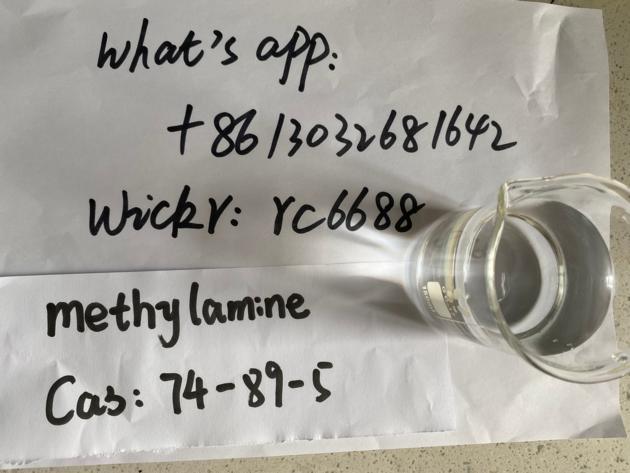 What's app:
+8613032681642
Wickr: rc6688
methylamine
Cas: 74-89-5